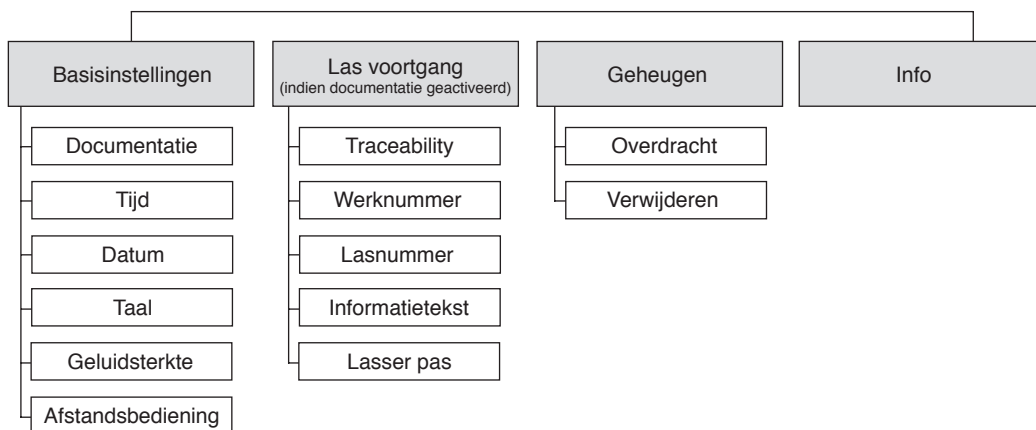 Basisinstellingen
Documentatie
Tijd
Datum
Taal
Geluidsterkte
Afstandsbediening
Las voortgang
(indien documentatie geactiveerd)
Traceability
Werknummer
Lasnummer
Informatietekst
Lasser pas
Geheugen
Overdracht
Verwijderen
Info